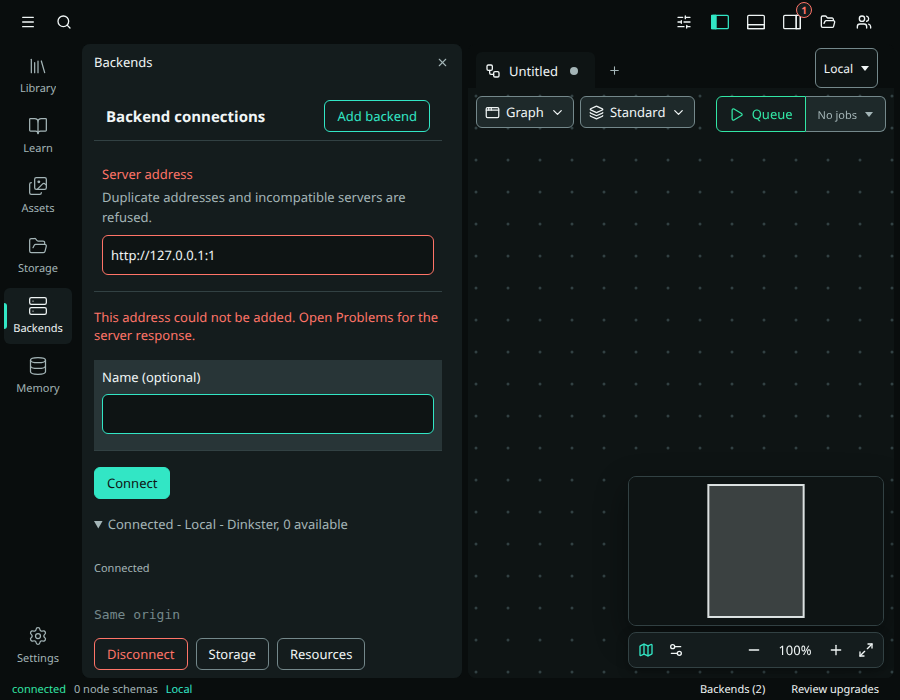 1
Library
Learn
Assets
Storage
Backends
Memory
Settings
Backends
Backend connections
Add backend
Server address
Duplicate addresses and incompatible servers are
refused.
http://127.0.0.1:1
This address could not be added. Open Problems for the
server response.
Name (optional)
Connect
Connected - Local - Dinkster, 0 available
Connected
Same origin
Disconnect
Storage
Resources
Untitled
Local
Graph
Standard
Queue
No jobs
100%
connected
0 node schemas
Local
Backends (2)
Review upgrades